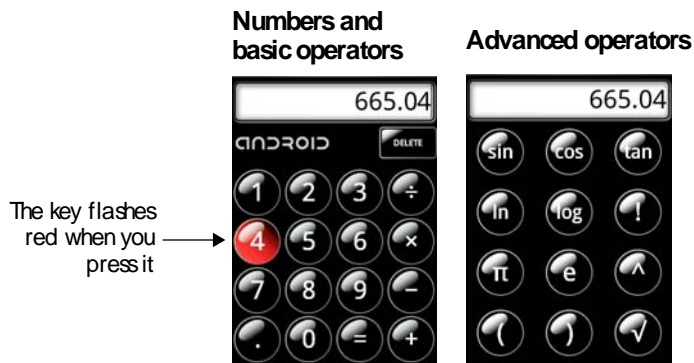 Numbers and
basic operators
Advanced operators
665.04
665.04
ANDROID
DELETE
sin cos tan
1 2 3 ÷
ln log !
The key flashes
red when you
press it
4 5 6 ×
π e ^
7 8 9 −
( ) √
. 0 = +